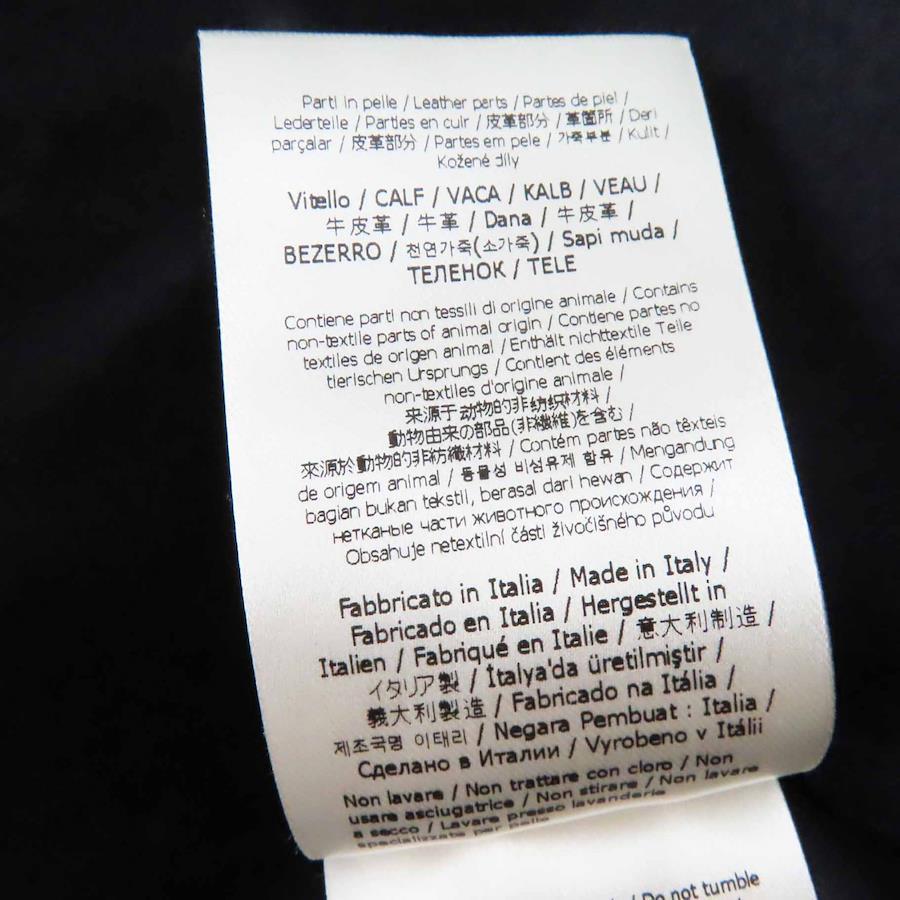 Parti in pelle / Leather parts / Partes de piel /
Lederteile / Parties en cuir / 皮革部分 / 革箇所 / Deri
parçalar / 皮革部分 / Partes em pele / 가죽부분 / Kulit /
Kožené díly
Vitello / CALF / VACA / KALB / VEAU /
牛皮革 / 牛革 / Dana / 牛皮革 /
BEZERRO / 천연가죽(소가죽) / Sapi muda /
ТЕЛЕНОК / TELE
Contiene parti non tessili di origine animale / Contains
non-textile parts of animal origin / Contiene partes no
textiles de origen animal / Enthält nichttextile Teile
tierischen Ursprungs / Contient des éléments
non-textiles d'origine animale /
来源于动物的非纺织材料 /
動物由来の部品(非繊維)を含む /
來源於動物的非紡織材料 / Contém partes não têxteis
de origem animal / 동물성 비섬유제 함유 / Mengandung
bagian bukan tekstil, berasal dari hewan / Содержит
нетканые части животного происхождения /
Obsahuje netextilní části živočišného původu
Fabbricato in Italia / Made in Italy /
Fabricado en Italia / Hergestellt in
Italien / Fabriqué en Italie / 意大利制造 /
イタリア製 / İtalya'da üretilmiştir /
義大利製造 / Fabricado na Itália /
제조국명 이태리 / Negara Pembuat : Italia /
Сделано в Италии / Vyrobeno v Itálii
Non lavare / Non trattare con cloro / Non
usare asciugatrice / Non stirare / Non lavare
a secco / Lavare presso lavanderie
specializzate per pelle
/ Do not tumble